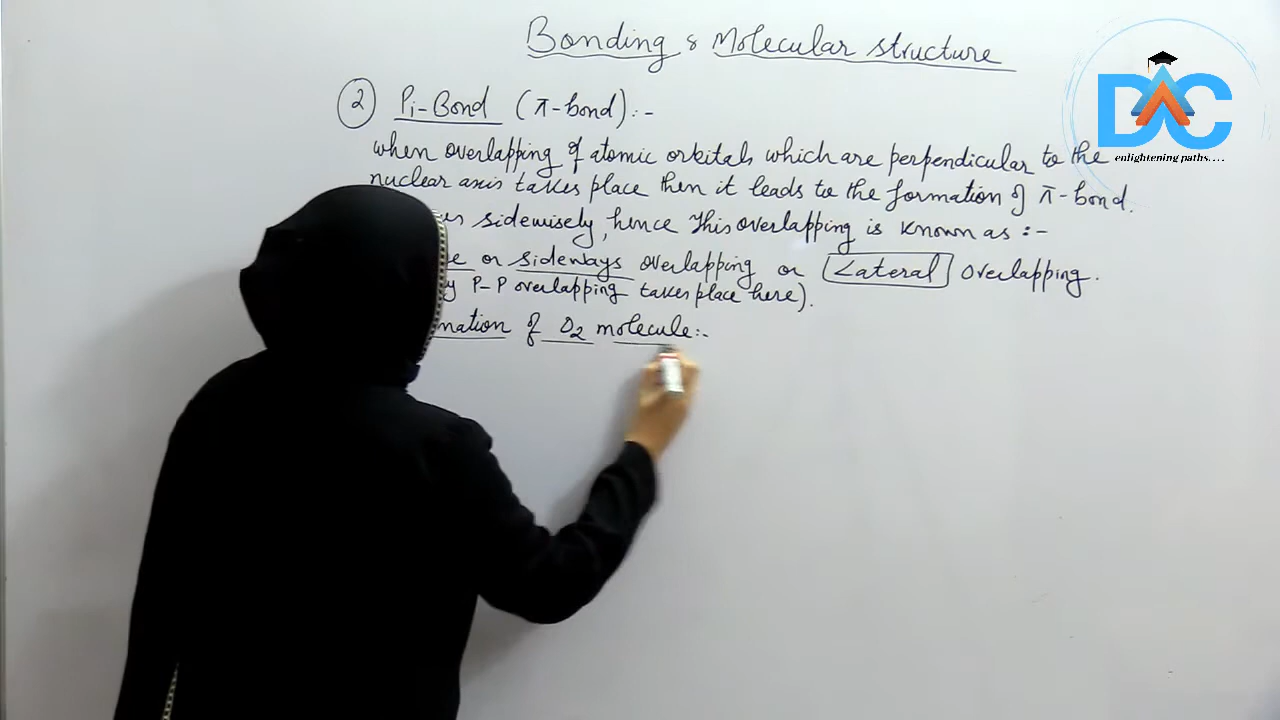 Bonding & Molecular structure
DAC
enlightening paths....
2 Pi-Bond (π-bond):-
when overlapping of atomic orbitals which are perpendicular to the
nuclear axis takes place then it leads to the formation of π-bond.
sidewisely, hence This overlapping is known as :-
or sideways overlapping or Lateral overlapping.
P-P overlapping takes place here).
mation of O2 molecule:-